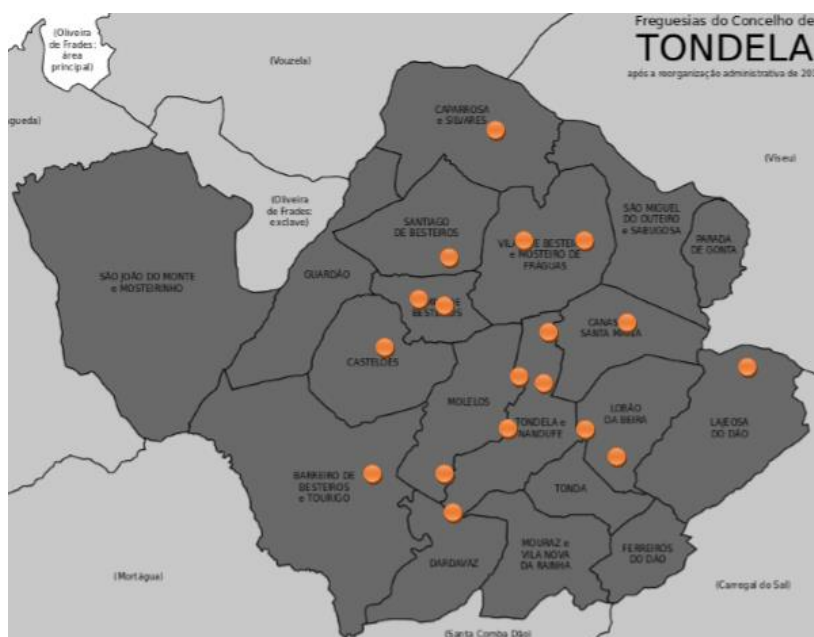 Freguesias do Concelho de
TONDELA
após a reorganização administrativa de
(Oliveira
de Frades:
área
principal)
(Vouzela)
CAPARROSA
e SILVARES
(Viseu)
(Oliveira
de Frades:
exclave)
SANTIAGO
DE BESTEIROS
SÃO MIGUEL
DO OUTEIRO
e SABUGOSA
PARADA
DE GONTA
e MOSTEIRO DE
FRÁGUAS
SÃO JOÃO DO MONTE
e MOSTEIRINHO
GUARDÃO
BESTEIROS
CANAS
SANTA MARIA
CASTELÕES
MOLELOS
LOBÃO
DA BEIRA
LAJEOSA
DO DÃO
TONDELA e
NANDUFE
BARREIRO DE
BESTEIROS
e TOURIGO
TONDA
MOURAZ e
VILA NOVA
DA RAINHA
FERREIROS
DO DÃO
DARDAVAZ
(Mortágua)
(Carregal do Sal)
(Santa Comba Dão)